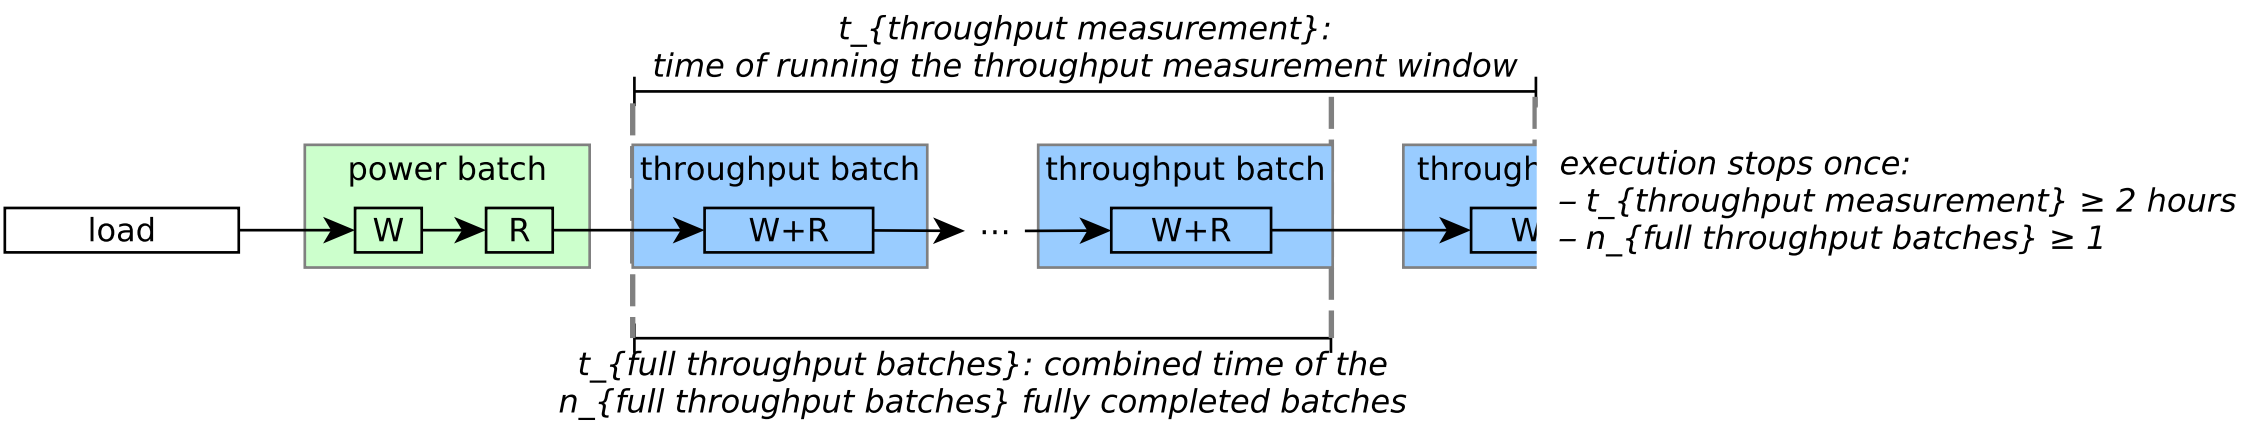 t_{throughput measurement}:
time of running the throughput measurement window
power batch
throughput batch
throughput batch
through
execution stops once:
– t_{throughput measurement} ≥ 2 hours
– n_{full throughput batches} ≥ 1
load
W
R
W+R
...
W+R
W
t_{full throughput batches}: combined time of the
n_{full throughput batches} fully completed batches